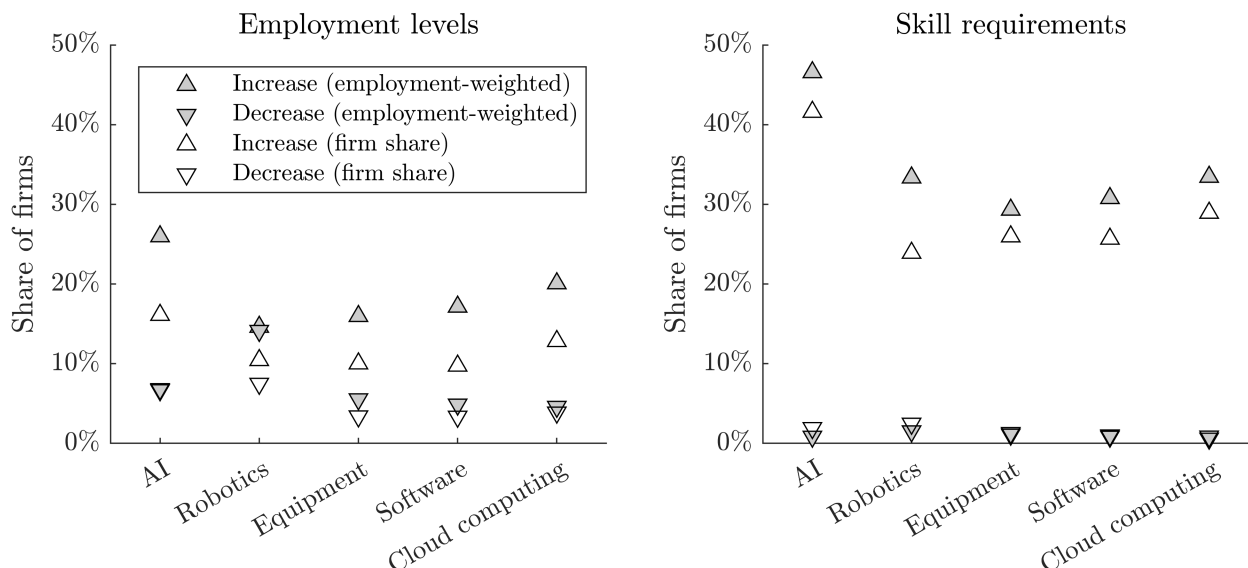 Employment levels
Share of firms
50%
40%
30%
20%
10%
0%
Increase (employment-weighted)
Decrease (employment-weighted)
Increase (firm share)
Decrease (firm share)
AI
Robotics
Equipment
Software
Cloud computing
Skill requirements
Share of firms
50%
40%
30%
20%
10%
0%
AI
Robotics
Equipment
Software
Cloud computing